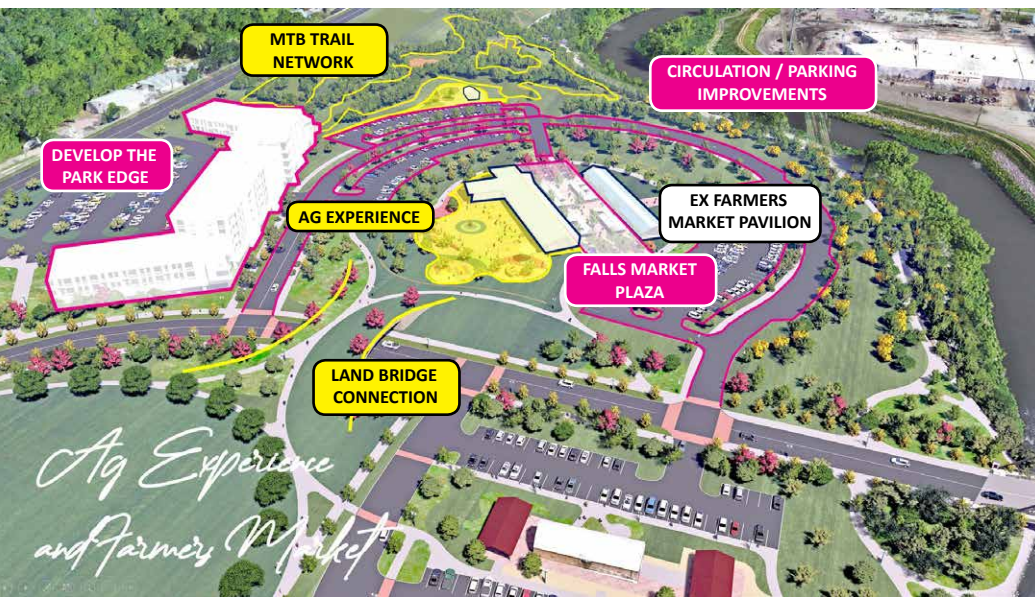 MTB TRAIL
NETWORK
CIRCULATION / PARKING
IMPROVEMENTS
DEVELOP THE
PARK EDGE
AG EXPERIENCE
EX FARMERS
MARKET PAVILION
FALLS MARKET
PLAZA
LAND BRIDGE
CONNECTION
Ag Experience
and Farmers Market